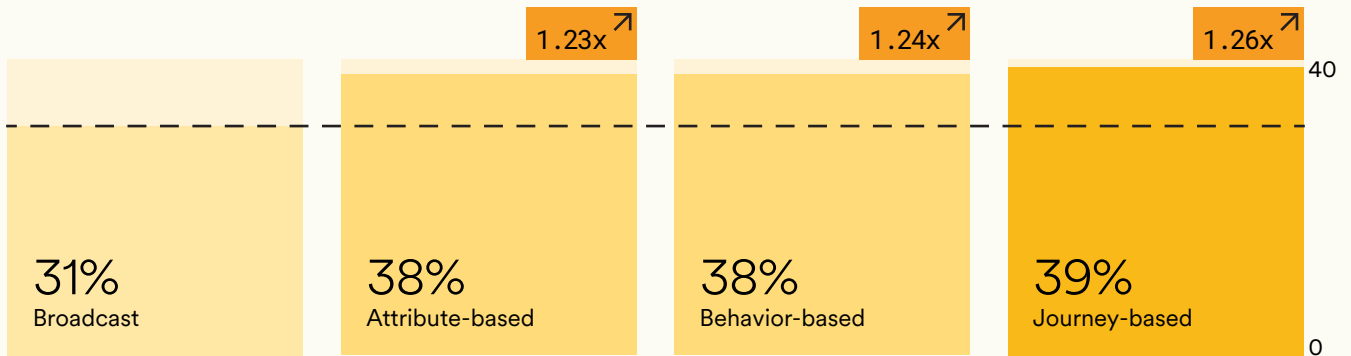 1.23x
1.24x
1.26x
40
31%
Broadcast
38%
Attribute-based
38%
Behavior-based
39%
Journey-based
0